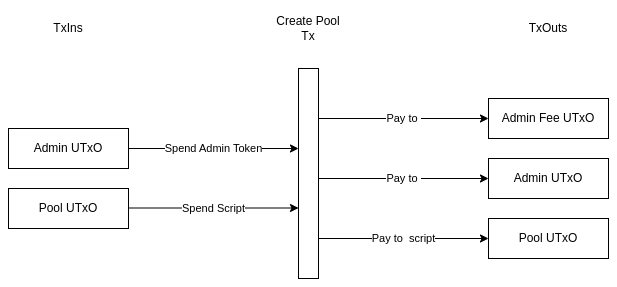 TxIns
Create Pool
Tx
TxOuts
Admin UTxO
Spend Admin Token
Pool UTxO
Spend Script
Pay to
Admin Fee UTxO
Pay to
Admin UTxO
Pay to script
Pool UTxO